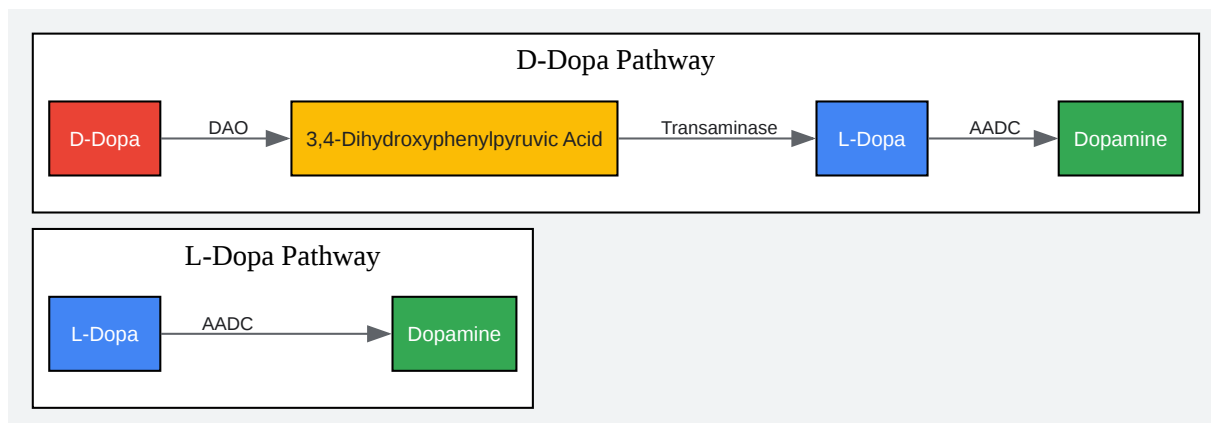 D-Dopa Pathway
D-Dopa
DAO
3,4-Dihydroxyphenylpyruvic Acid
Transaminase
L-Dopa
AADC
Dopamine
L-Dopa Pathway
L-Dopa
AADC
Dopamine